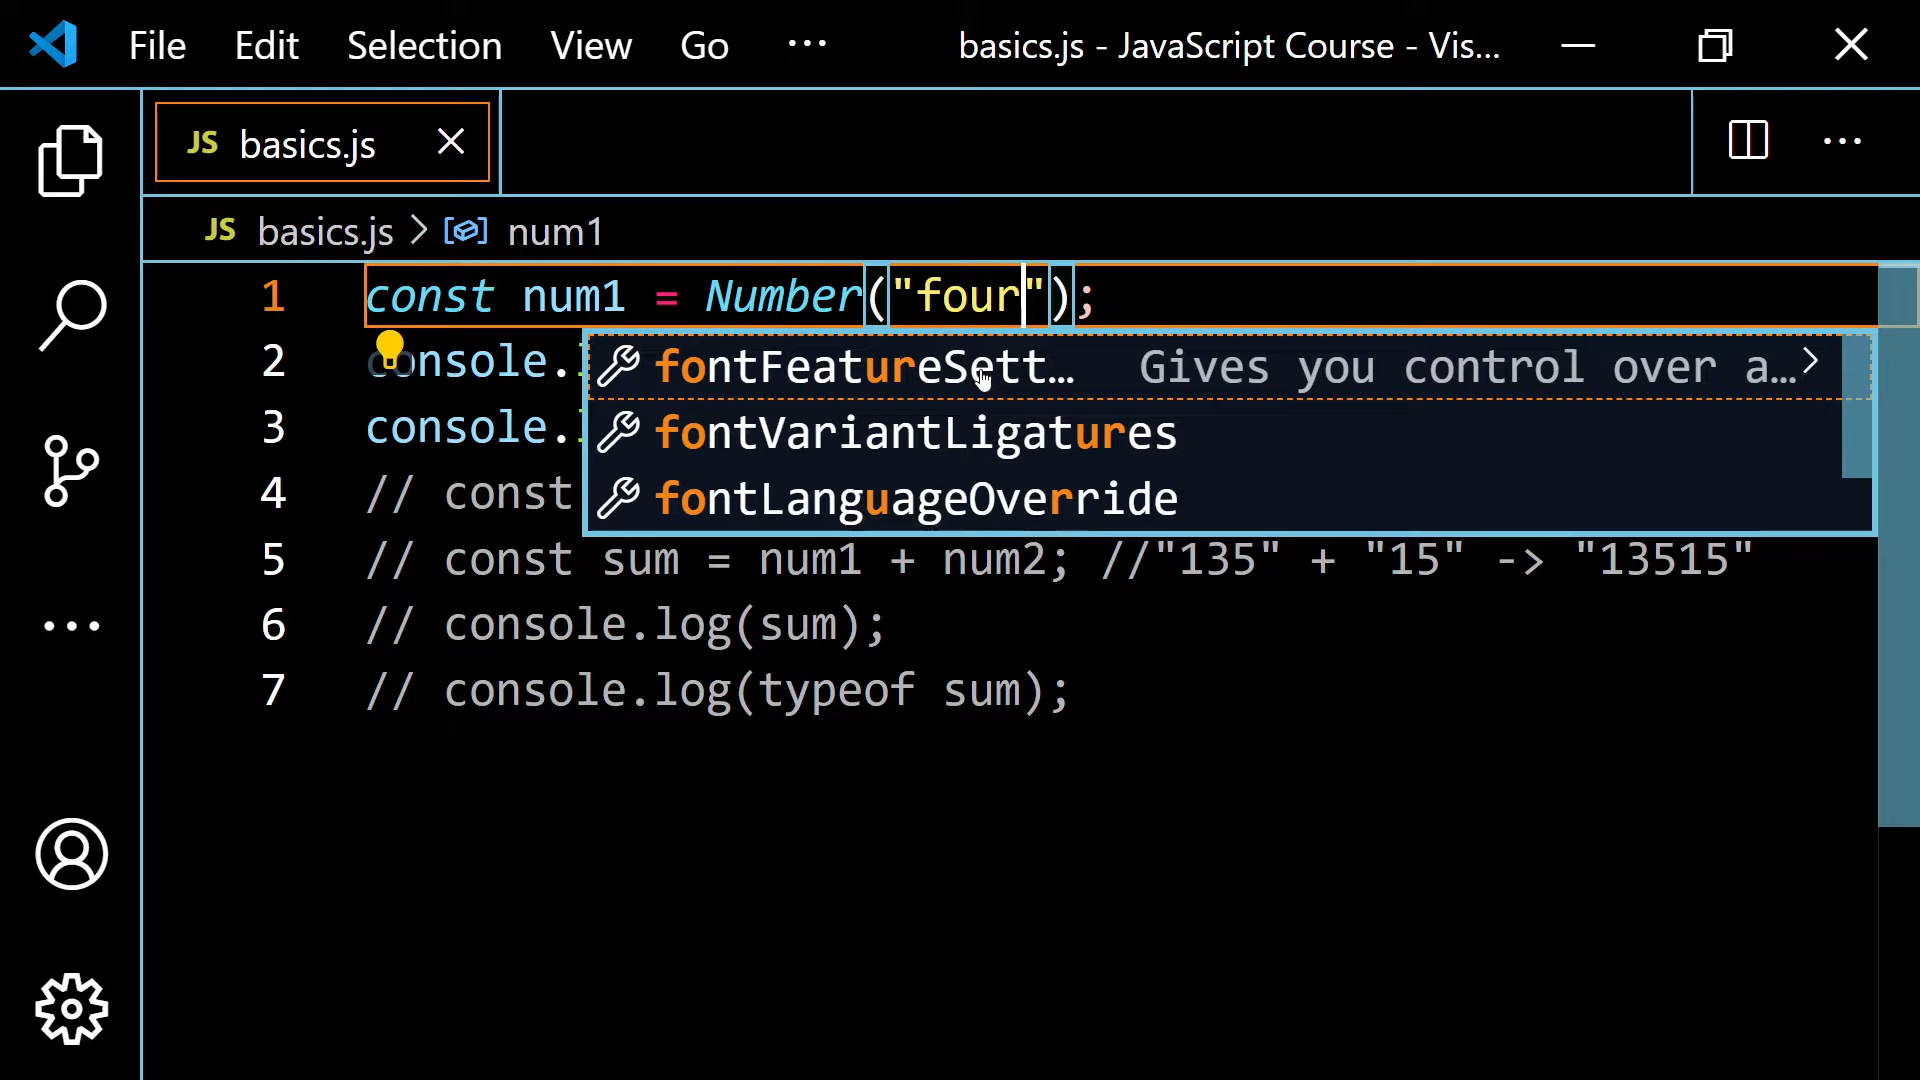 File Edit Selection View Go ··· basics.js - JavaScript Course - Vis...
JS basics.js
JS basics.js > num1
1 const num1 = Number("four");
2 console.
fontFeatureSett... Gives you control over a...
3 console.
fontVariantLigatures
4 // const
fontLanguageOverride
5 // const sum = num1 + num2; //"135" + "15" -> "13515"
6 // console.log(sum);
7 // console.log(typeof sum);